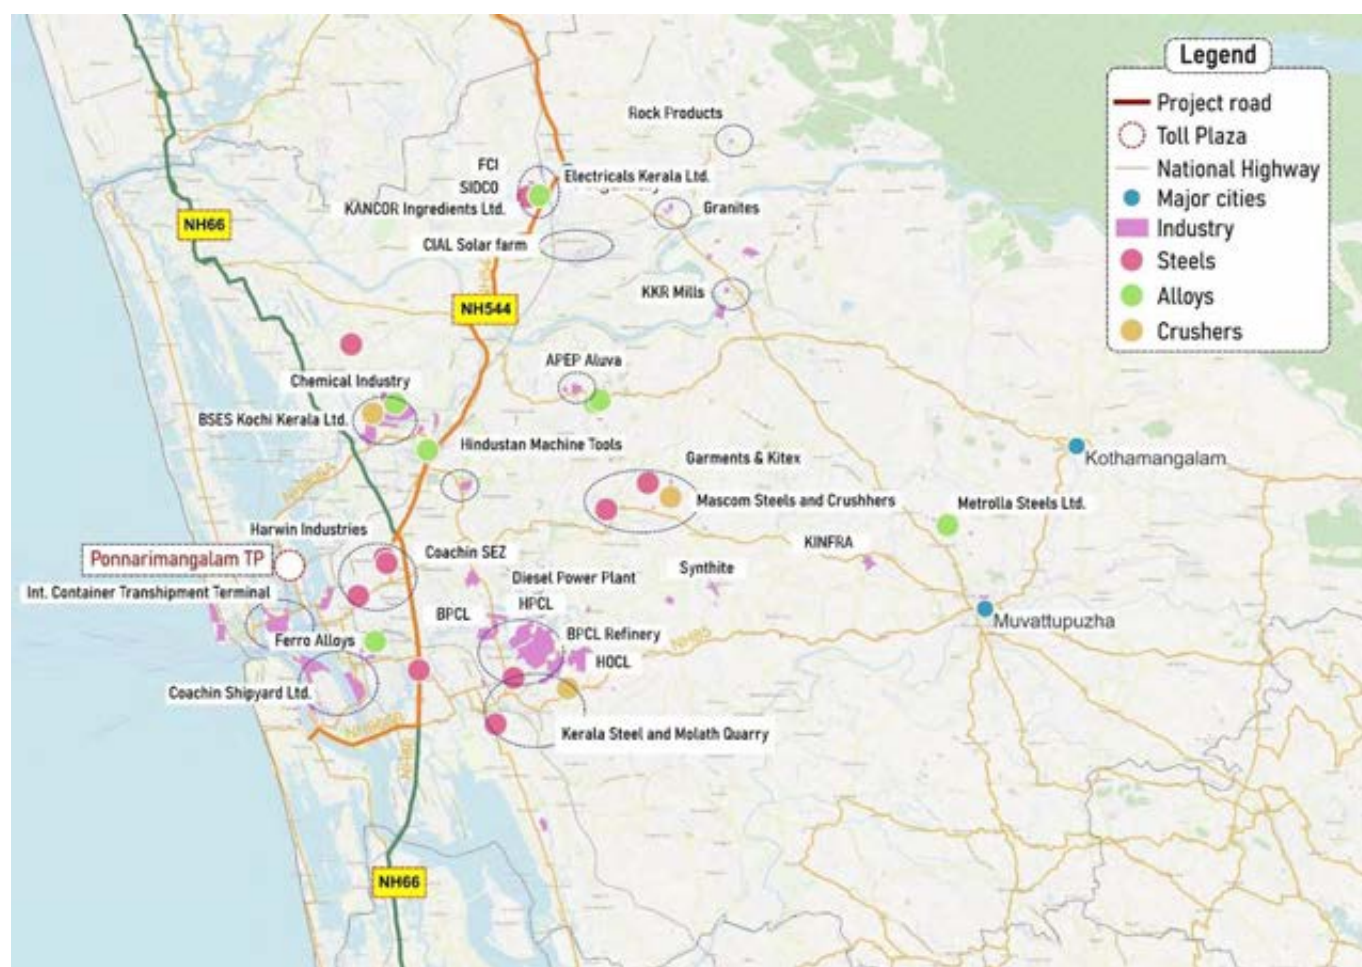 Legend
Project road
Toll Plaza
National Highway
Major cities
Industry
Steels
Alloys
Crushers
Rock Products
FCI
SIDCO
KANCOR Ingredients Ltd.
Electricals Kerala Ltd.
Granites
NH66
CIAL Solar farm
KKR Mills
NH544
APEP Aluva
Chemical Industry
BSES Kochi Kerala Ltd.
Hindustan Machine Tools
Garments & Kitex
Kothamangalam
Mascom Steels and Crushhers
Metrolla Steels Ltd.
Harwin Industries
Coachin SEZ
KINFRA
Ponnarimangalam TP
Synthite
Diesel Power Plant
Int. Container Transhipment Terminal
HPCL
BPCL
Muvattupuzha
BPCL Refinery
Ferro Alloys
NH85
HOCL
Coachin Shipyard Ltd.
Kerala Steel and Molath Quarry
NH66